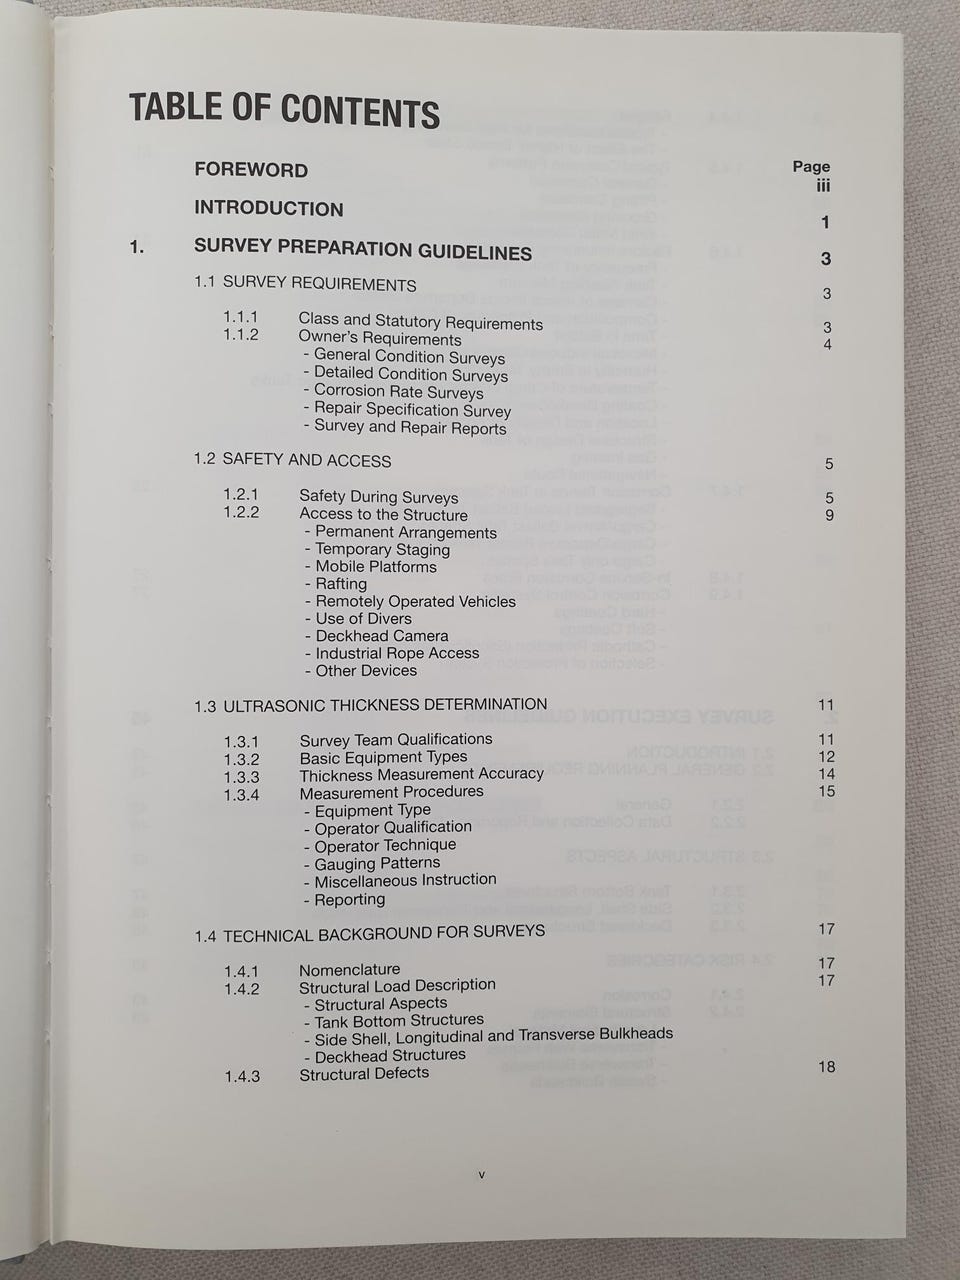 TABLE OF CONTENTS
Page
FOREWORD iii
INTRODUCTION 1
1. SURVEY PREPARATION GUIDELINES 3
1.1 SURVEY REQUIREMENTS 3
1.1.1 Class and Statutory Requirements 3
1.1.2 Owner's Requirements 4
- General Condition Surveys
- Detailed Condition Surveys
- Corrosion Rate Surveys
- Repair Specification Survey
- Survey and Repair Reports
1.2 SAFETY AND ACCESS 5
1.2.1 Safety During Surveys 5
1.2.2 Access to the Structure 9
- Permanent Arrangements
- Temporary Staging
- Mobile Platforms
- Rafting
- Remotely Operated Vehicles
- Use of Divers
- Deckhead Camera
- Industrial Rope Access
- Other Devices
1.3 ULTRASONIC THICKNESS DETERMINATION 11
1.3.1 Survey Team Qualifications 11
1.3.2 Basic Equipment Types 12
1.3.3 Thickness Measurement Accuracy 14
1.3.4 Measurement Procedures 15
- Equipment Type
- Operator Qualification
- Operator Technique
- Gauging Patterns
- Miscellaneous Instruction
- Reporting
1.4 TECHNICAL BACKGROUND FOR SURVEYS 17
1.4.1 Nomenclature 17
1.4.2 Structural Load Description 17
- Structural Aspects
- Tank Bottom Structures
- Side Shell, Longitudinal and Transverse Bulkheads
- Deckhead Structures
1.4.3 Structural Defects 18
v